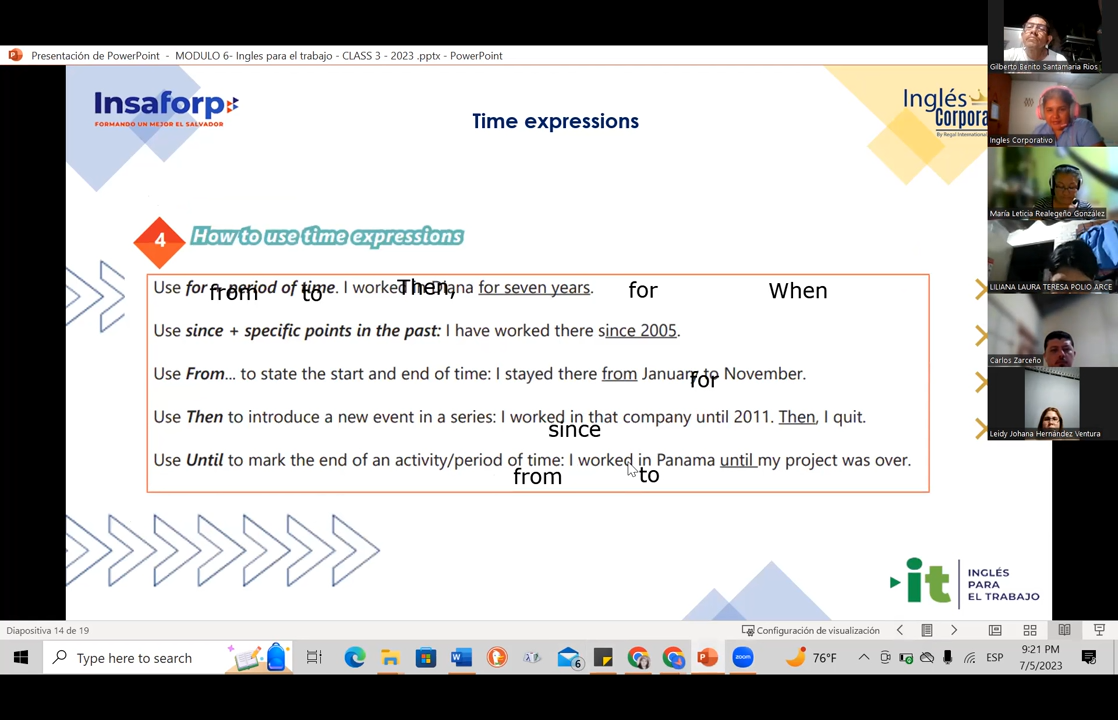 Presentación de PowerPoint - MODULO 6- Ingles para el trabajo - CLASS 3 - 2023 .pptx - PowerPoint
Insaforp
FORMANDO UN MEJOR EL SALVADOR
Time expressions
Inglés
Corpora
By Regal International
4 How to use time expressions
Use for + period of time. I worked in Diana for seven years.
from to Then, for When
Use since + specific points in the past: I have worked there since 2005.
Use From... to state the start and end of time: I stayed there from January to November.
for
Use Then to introduce a new event in a series: I worked in that company until 2011. Then, I quit.
since
Use Until to mark the end of an activity/period of time: I worked in Panama until my project was over.
from to
it INGLÉS
PARA
EL TRABAJO
Gilberto Benito Santamaria Rios
Ingles Corporativo
María Leticia Realegeño González
LILIANA LAURA TERESA POLIO ARCE
Carlos Zarceño
Leidy Johana Hernández Ventura
Diapositiva 14 de 19
Configuración de visualización
Type here to search
6
zoom
76°F
ESP
9:21 PM
7/5/2023